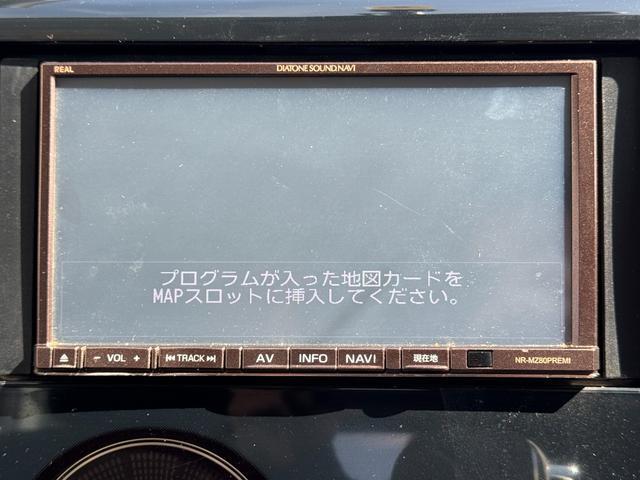 REAL
DIATONE SOUND.NAVI
プログラムが入った地図カードを
MAPスロットに挿入してください。
− VOL +
TRACK
AV
INFO
NAVI
現在地
NR-MZ80PREMI